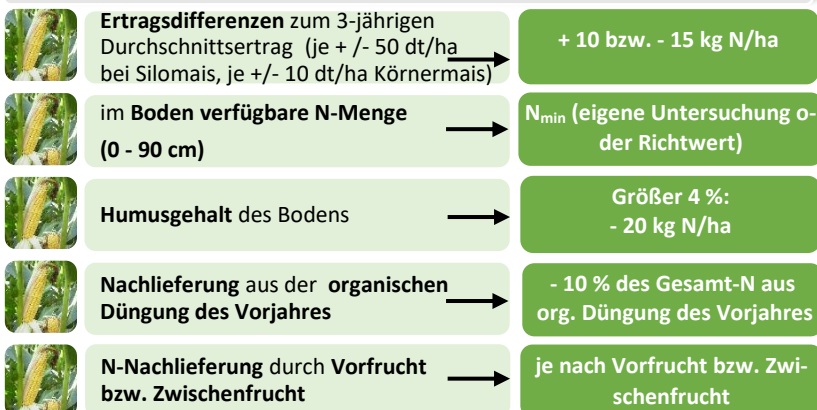 Ertragsdifferenzen zum 3-jährigen
Durchschnittsertrag (je + /- 50 dt/ha
bei Silomais, je +/- 10 dt/ha Körnermais)
+ 10 bzw. - 15 kg N/ha
im Boden verfügbare N-Menge
(0 - 90 cm)
Nmin (eigene Untersuchung o-
der Richtwert)
Humusgehalt des Bodens
Größer 4 %:
- 20 kg N/ha
Nachlieferung aus der organischen
Düngung des Vorjahres
- 10 % des Gesamt-N aus
org. Düngung des Vorjahres
N-Nachlieferung durch Vorfrucht
bzw. Zwischenfrucht
je nach Vorfrucht bzw. Zwi-
schenfrucht